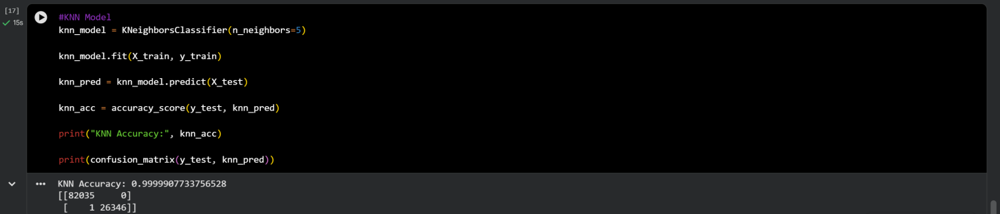 [17]
15s
#KNN Model
knn_model = KNeighborsClassifier(n_neighbors=5)
knn_model.fit(X_train, y_train)
knn_pred = knn_model.predict(X_test)
knn_acc = accuracy_score(y_test, knn_pred)
print("KNN Accuracy:", knn_acc)
print(confusion_matrix(y_test, knn_pred))
KNN Accuracy: 0.9999907733756528
[[82035     0]
 [    1 26346]]